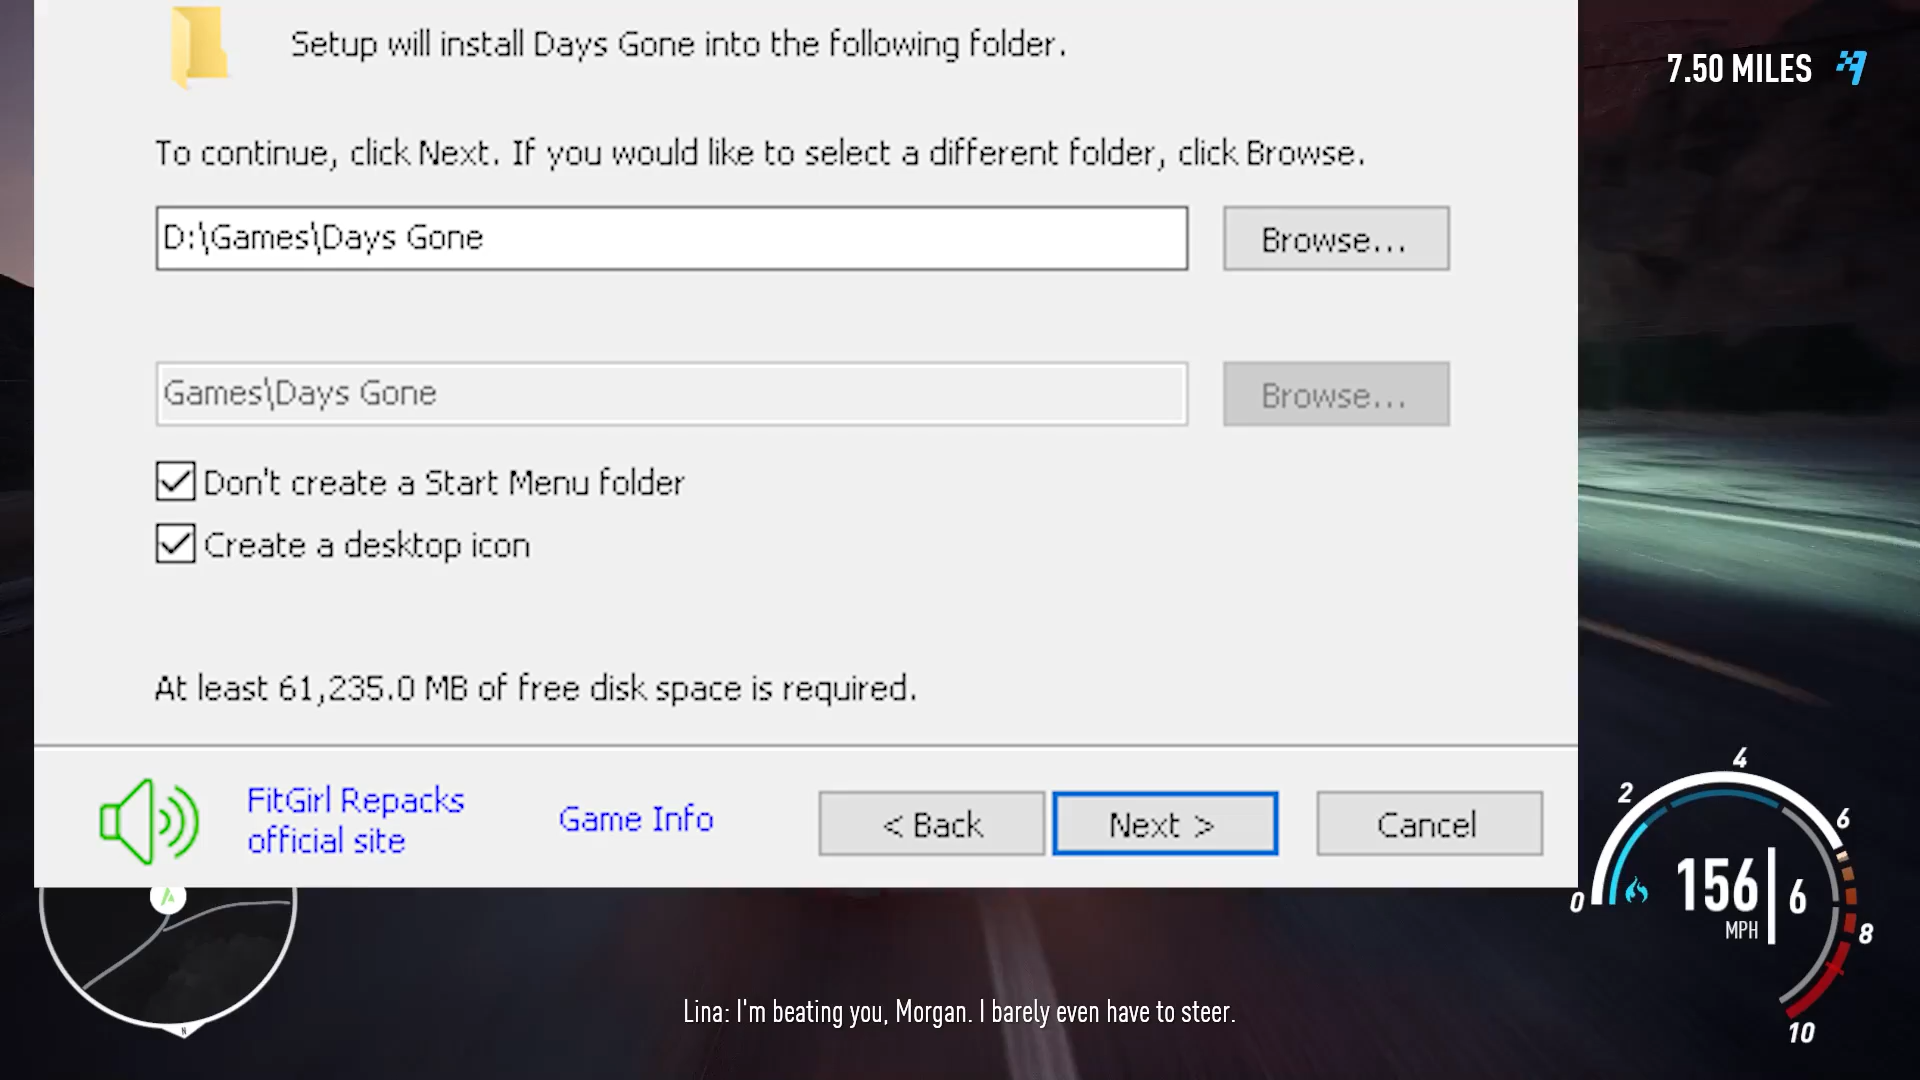 Setup will install Days Gone into the following folder.
7.50 MILES
To continue, click Next. If you would like to select a different folder, click Browse.
D:\Games\Days Gone
Browse...
Games\Days Gone
Browse...
Don't create a Start Menu folder
Create a desktop icon
At least 61,235.0 MB of free disk space is required.
FitGirl Repacks
official site
Game Info
< Back
Next >
Cancel
0
2
4
6
8
10
156
6
MPH
N
Lina: I'm beating you, Morgan. I barely even have to steer.